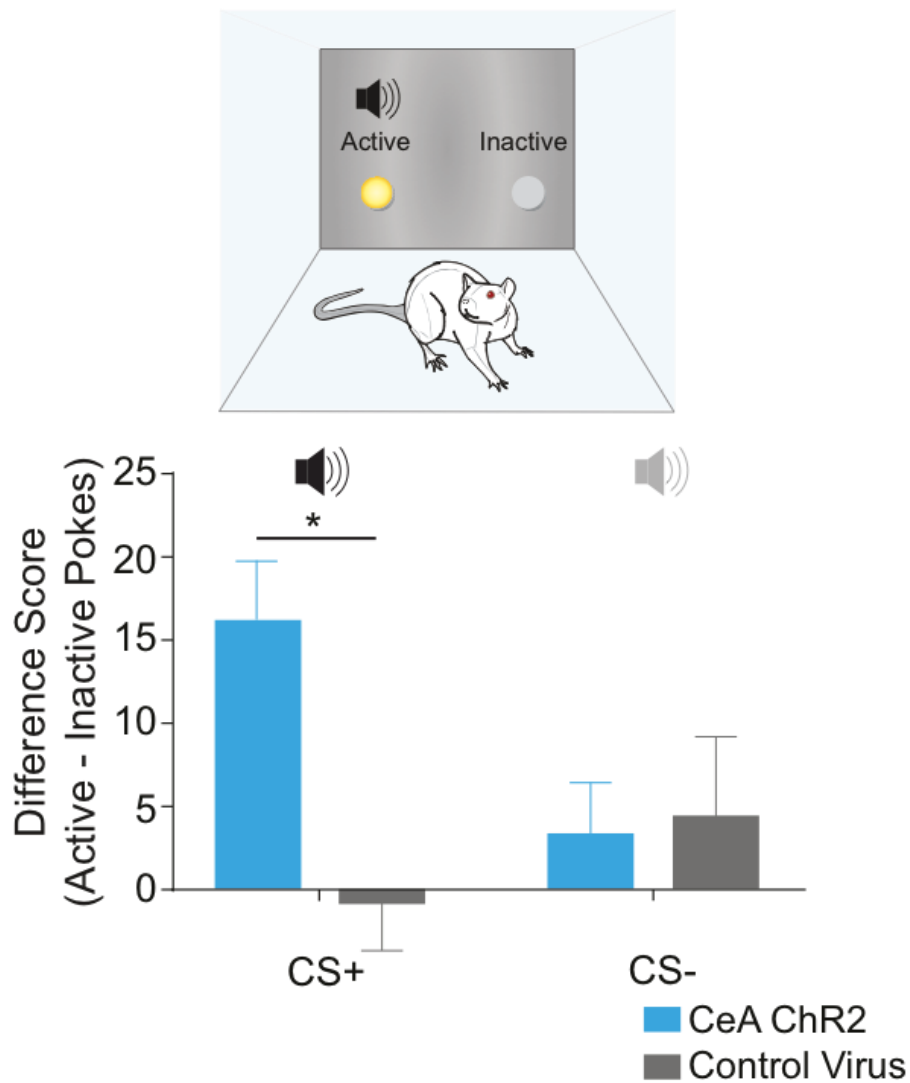 Active
Inactive
Difference Score
(Active - Inactive Pokes)
25
20
15
10
5
0
*
CS+
CS-
CeA ChR2
Control Virus